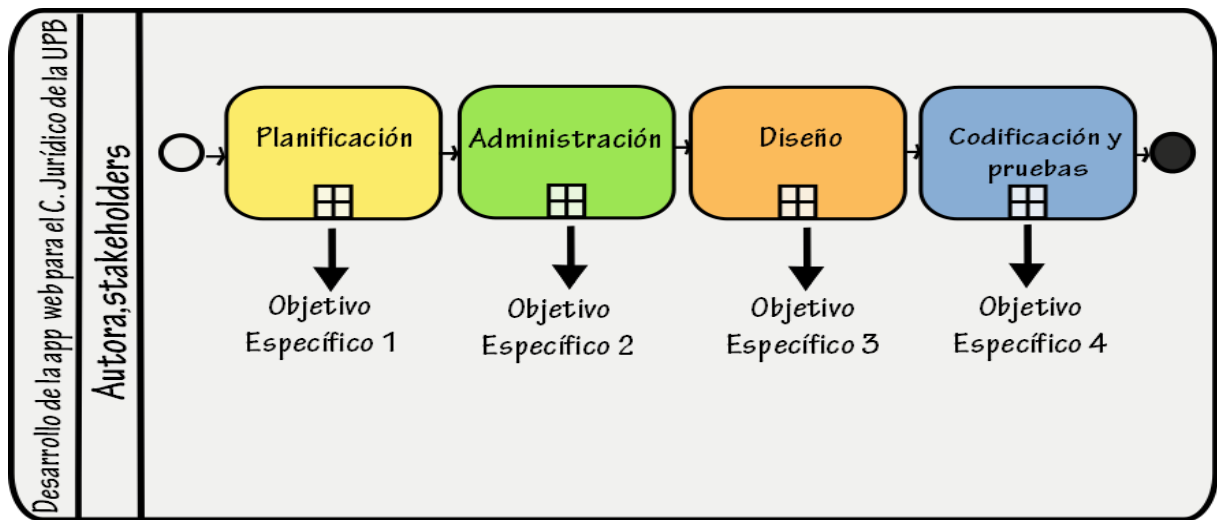 Desarrollo de la app web para el C. Jurídico de la UPB
Autora,stakeholders
Planificación
Administración
Diseño
Codificación y
pruebas
Objetivo
Específico 1
Objetivo
Específico 2
Objetivo
Específico 3
Objetivo
Específico 4